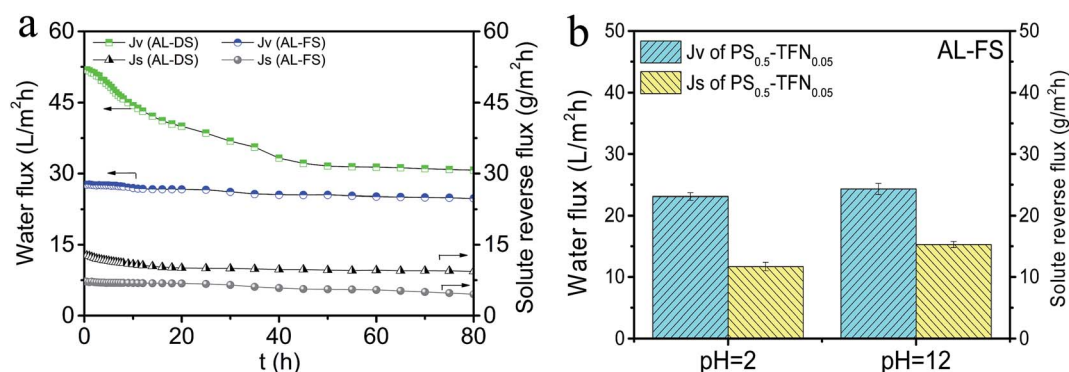 a
60
45
30
15
0
Water flux (L/m²h)
Jv (AL-DS)
Jv (AL-FS)
Js (AL-DS)
Js (AL-FS)
60
45
30
15
0
Solute reverse flux (g/m²h)
0
20
40
60
80
t (h)
b
50
40
30
20
10
0
Water flux (L/m²h)
Jv of PS₀.₅-TFN₀.₀₅
Js of PS₀.₅-TFN₀.₀₅
AL-FS
50
40
30
20
10
0
Solute reverse flux (g/m²h)
pH=2
pH=12